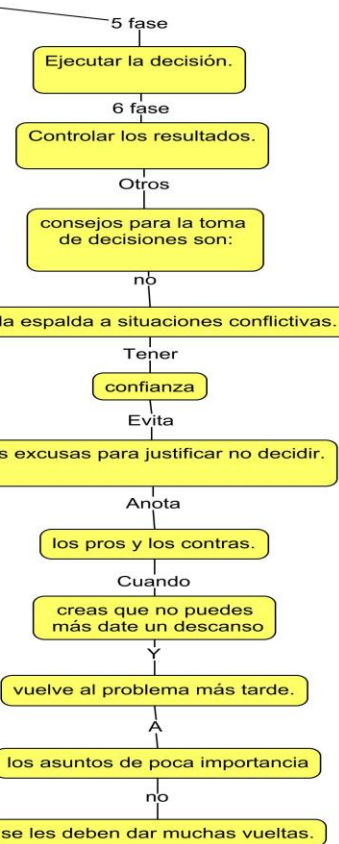 5 fase
Ejecutar la decisión.
6 fase
Controlar los resultados.
Otros
consejos para la toma
de decisiones son:
no
la espalda a situaciones conflictivas.
Tener
confianza
Evita
s excusas para justificar no decidir.
Anota
los pros y los contras.
Cuando
creas que no puedes
más date un descanso
Y
vuelve al problema más tarde.
A
los asuntos de poca importancia
no
se les deben dar muchas vueltas.